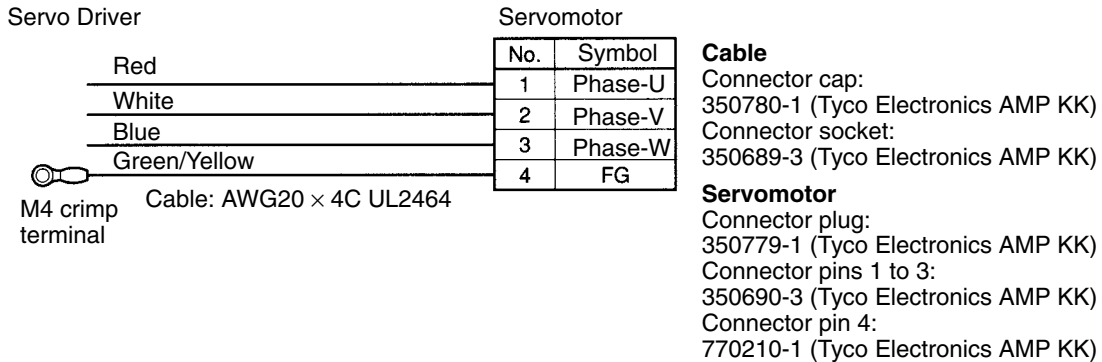 Servo Driver
Servomotor
No. Symbol
Red
1 Phase-U
White
2 Phase-V
Blue
3 Phase-W
Green/Yellow
4 FG
M4 crimp
terminal
Cable: AWG20 × 4C UL2464
Cable
Connector cap:
350780-1 (Tyco Electronics AMP KK)
Connector socket:
350689-3 (Tyco Electronics AMP KK)
Servomotor
Connector plug:
350779-1 (Tyco Electronics AMP KK)
Connector pins 1 to 3:
350690-3 (Tyco Electronics AMP KK)
Connector pin 4:
770210-1 (Tyco Electronics AMP KK)